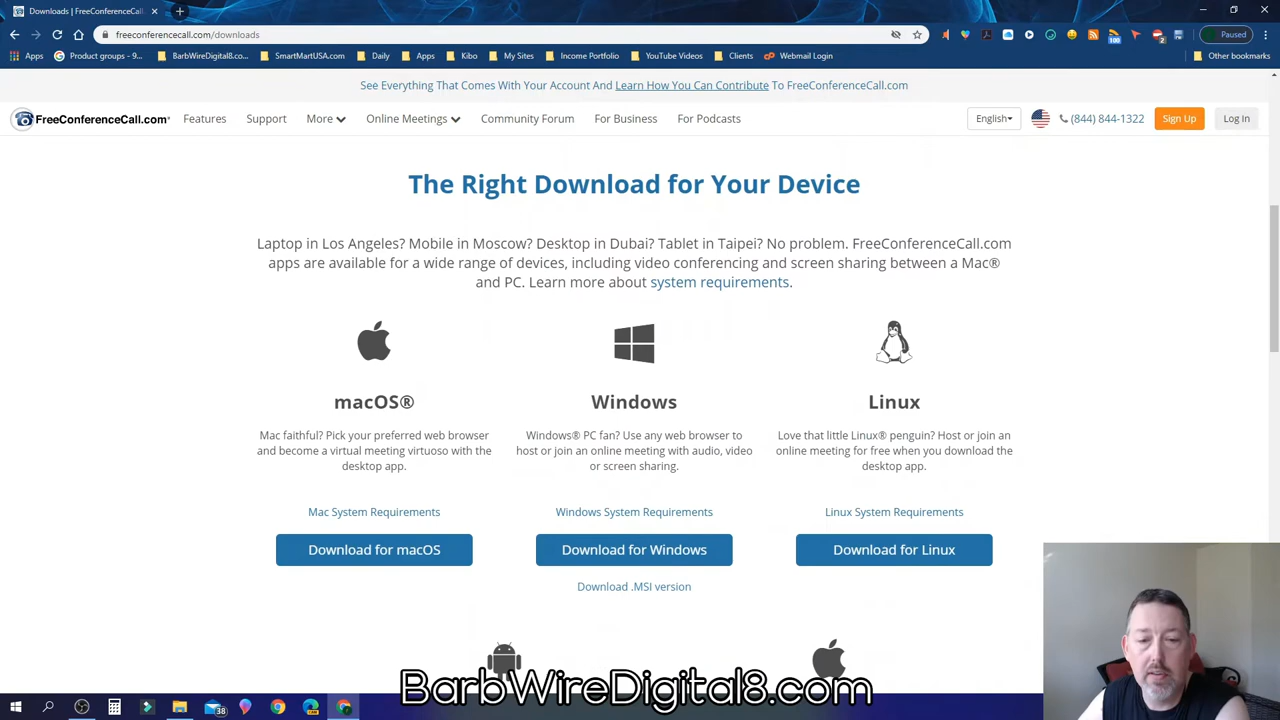 Downloads | FreeConferenceCall.
freeconferencecall.com/downloads
Paused
Apps
Product groups - 9...
BarbWireDigital8.co...
SmartMartUSA.com
Daily
Apps
Kibo
My Sites
Income Portfolio
YouTube Videos
Clients
Webmail Login
Other bookmarks
See Everything That Comes With Your Account And Learn How You Can Contribute To FreeConferenceCall.com
FreeConferenceCall.com
Features
Support
More
Online Meetings
Community Forum
For Business
For Podcasts
English
(844) 844-1322
Sign Up
Log In
The Right Download for Your Device
Laptop in Los Angeles? Mobile in Moscow? Desktop in Dubai? Tablet in Taipei? No problem. FreeConferenceCall.com
apps are available for a wide range of devices, including video conferencing and screen sharing between a Mac®
and PC. Learn more about system requirements.
macOS®
Mac faithful? Pick your preferred web browser
and become a virtual meeting virtuoso with the
desktop app.
Mac System Requirements
Download for macOS
Windows
Windows® PC fan? Use any web browser to
host or join an online meeting with audio, video
or screen sharing.
Windows System Requirements
Download for Windows
Download .MSI version
Linux
Love that little Linux® penguin? Host or join an
online meeting for free when you download the
desktop app.
Linux System Requirements
Download for Linux
BarbWireDigital8.com